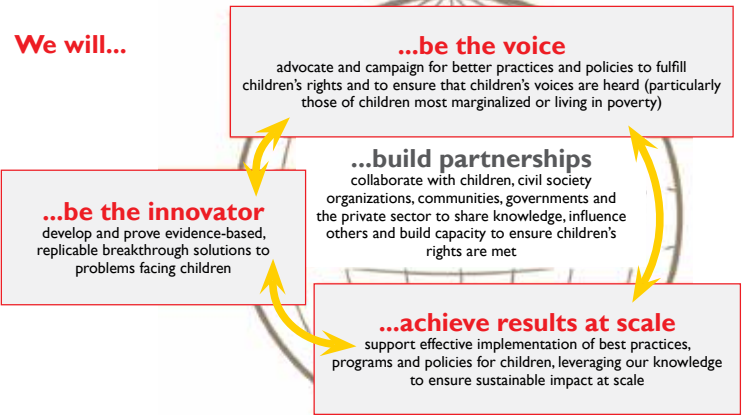 We will...
...be the voice
advocate and campaign for better practices and policies to fulfill
children's rights and to ensure that children's voices are heard (particularly
those of children most marginalized or living in poverty)
...build partnerships
collaborate with children, civil society
organizations, communities, governments and
the private sector to share knowledge, influence
others and build capacity to ensure children's
rights are met
...be the innovator
develop and prove evidence-based,
replicable breakthrough solutions to
problems facing children
...achieve results at scale
support effective implementation of best practices,
programs and policies for children, leveraging our knowledge
to ensure sustainable impact at scale